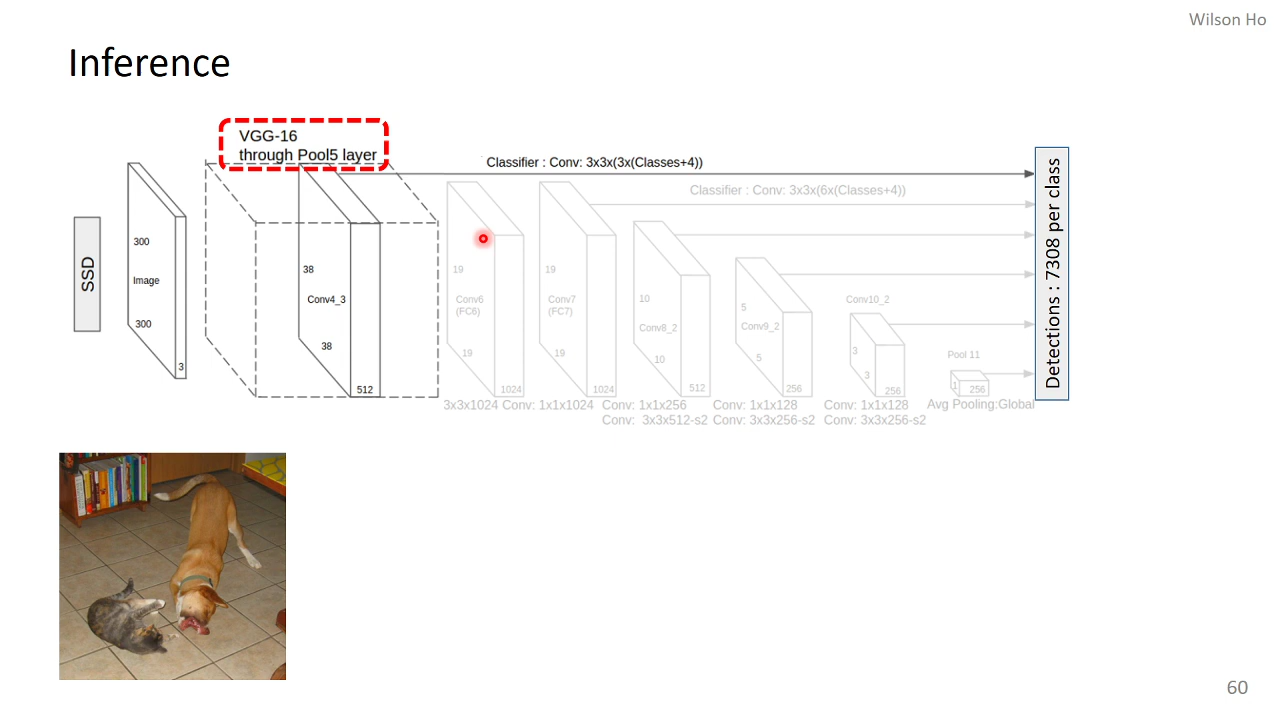 Wilson Ho
Inference
VGG-16
through Pool5 layer
Classifier : Conv: 3x3x(3x(Classes+4))
Classifier : Conv: 3x3x(6x(Classes+4))
SSD
300
Image
300
3
38
Conv4_3
38
512
19
Conv6
(FC6)
19
1024
19
Conv7
(FC7)
19
1024
10
Conv8_2
10
512
5
Conv9_2
5
256
Conv10_2
3
3
256
Pool 11
1
256
Detections : 7308 per class
3x3x1024 Conv: 1x1x1024 Conv: 1x1x256 Conv: 1x1x128 Conv: 1x1x128 Avg Pooling:Global
Conv: 3x3x512-s2 Conv: 3x3x256-s2 Conv: 3x3x256-s2
60